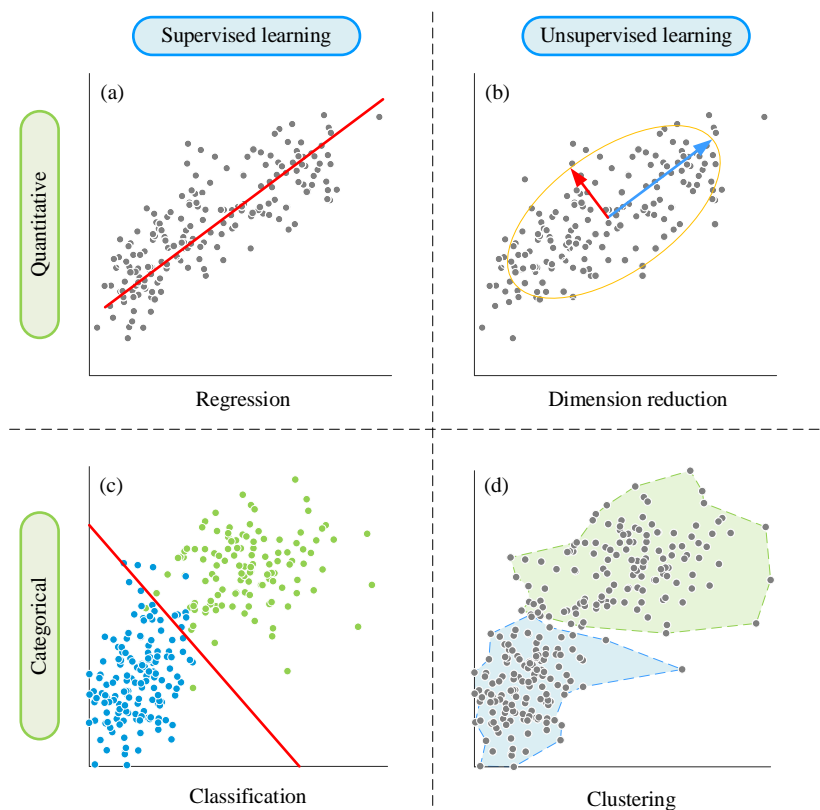 Supervised learning
Unsupervised learning
Quantitative
(a)
(b)
Regression
Dimension reduction
Categorical
(c)
(d)
Classification
Clustering